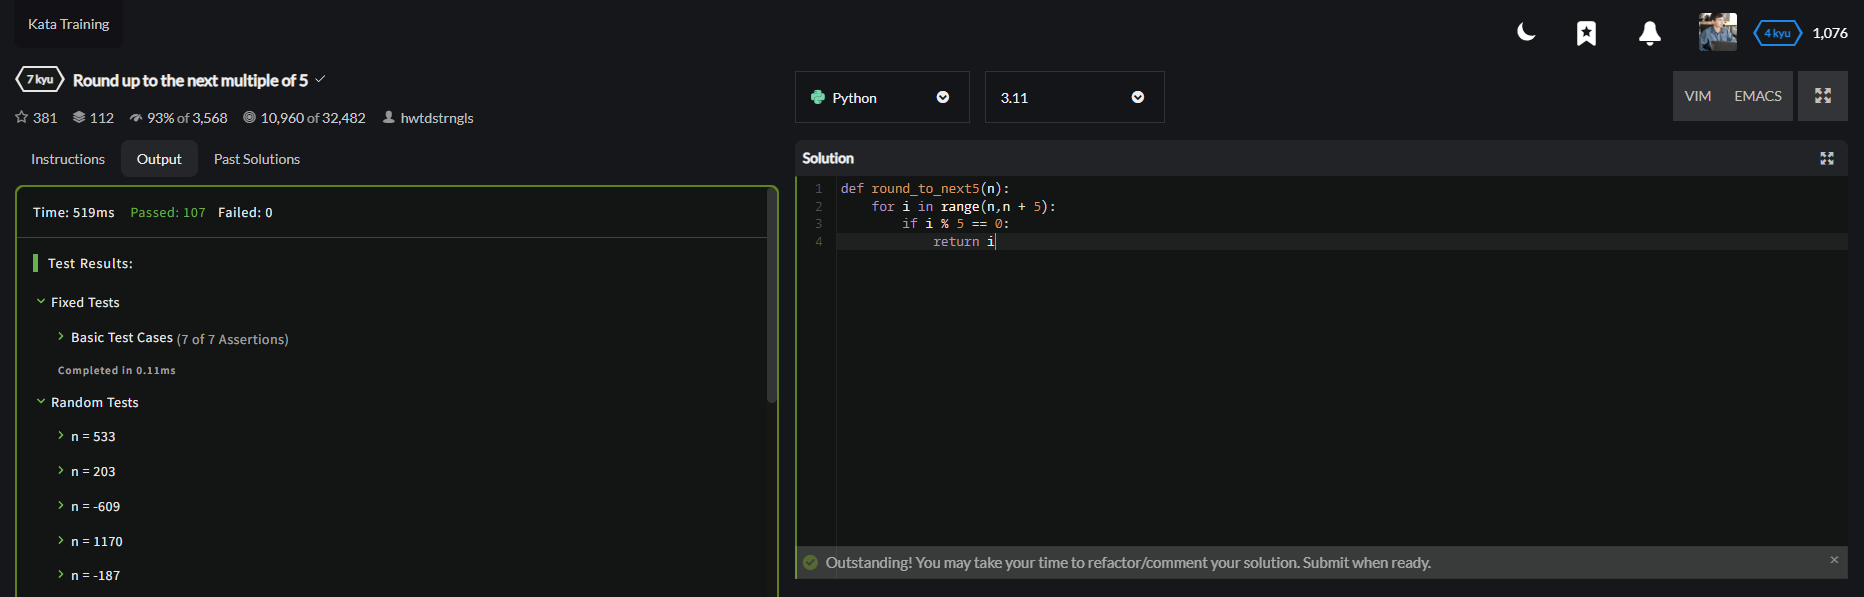 Kata Training
4 kyu 1,076
7 kyu Round up to the next multiple of 5
381 112 93% of 3,568 10,960 of 32,482 hwtdstrngls
Python 3.11 VIM EMACS
Instructions Output Past Solutions
Time: 519ms Passed: 107 Failed: 0
Test Results:
Fixed Tests
Basic Test Cases (7 of 7 Assertions)
Completed in 0.11ms
Random Tests
n = 533
n = 203
n = -609
n = 1170
n = -187
Solution
1 def round_to_next5(n):
2     for i in range(n,n + 5):
3         if i % 5 == 0:
4             return i
Outstanding! You may take your time to refactor/comment your solution. Submit when ready.